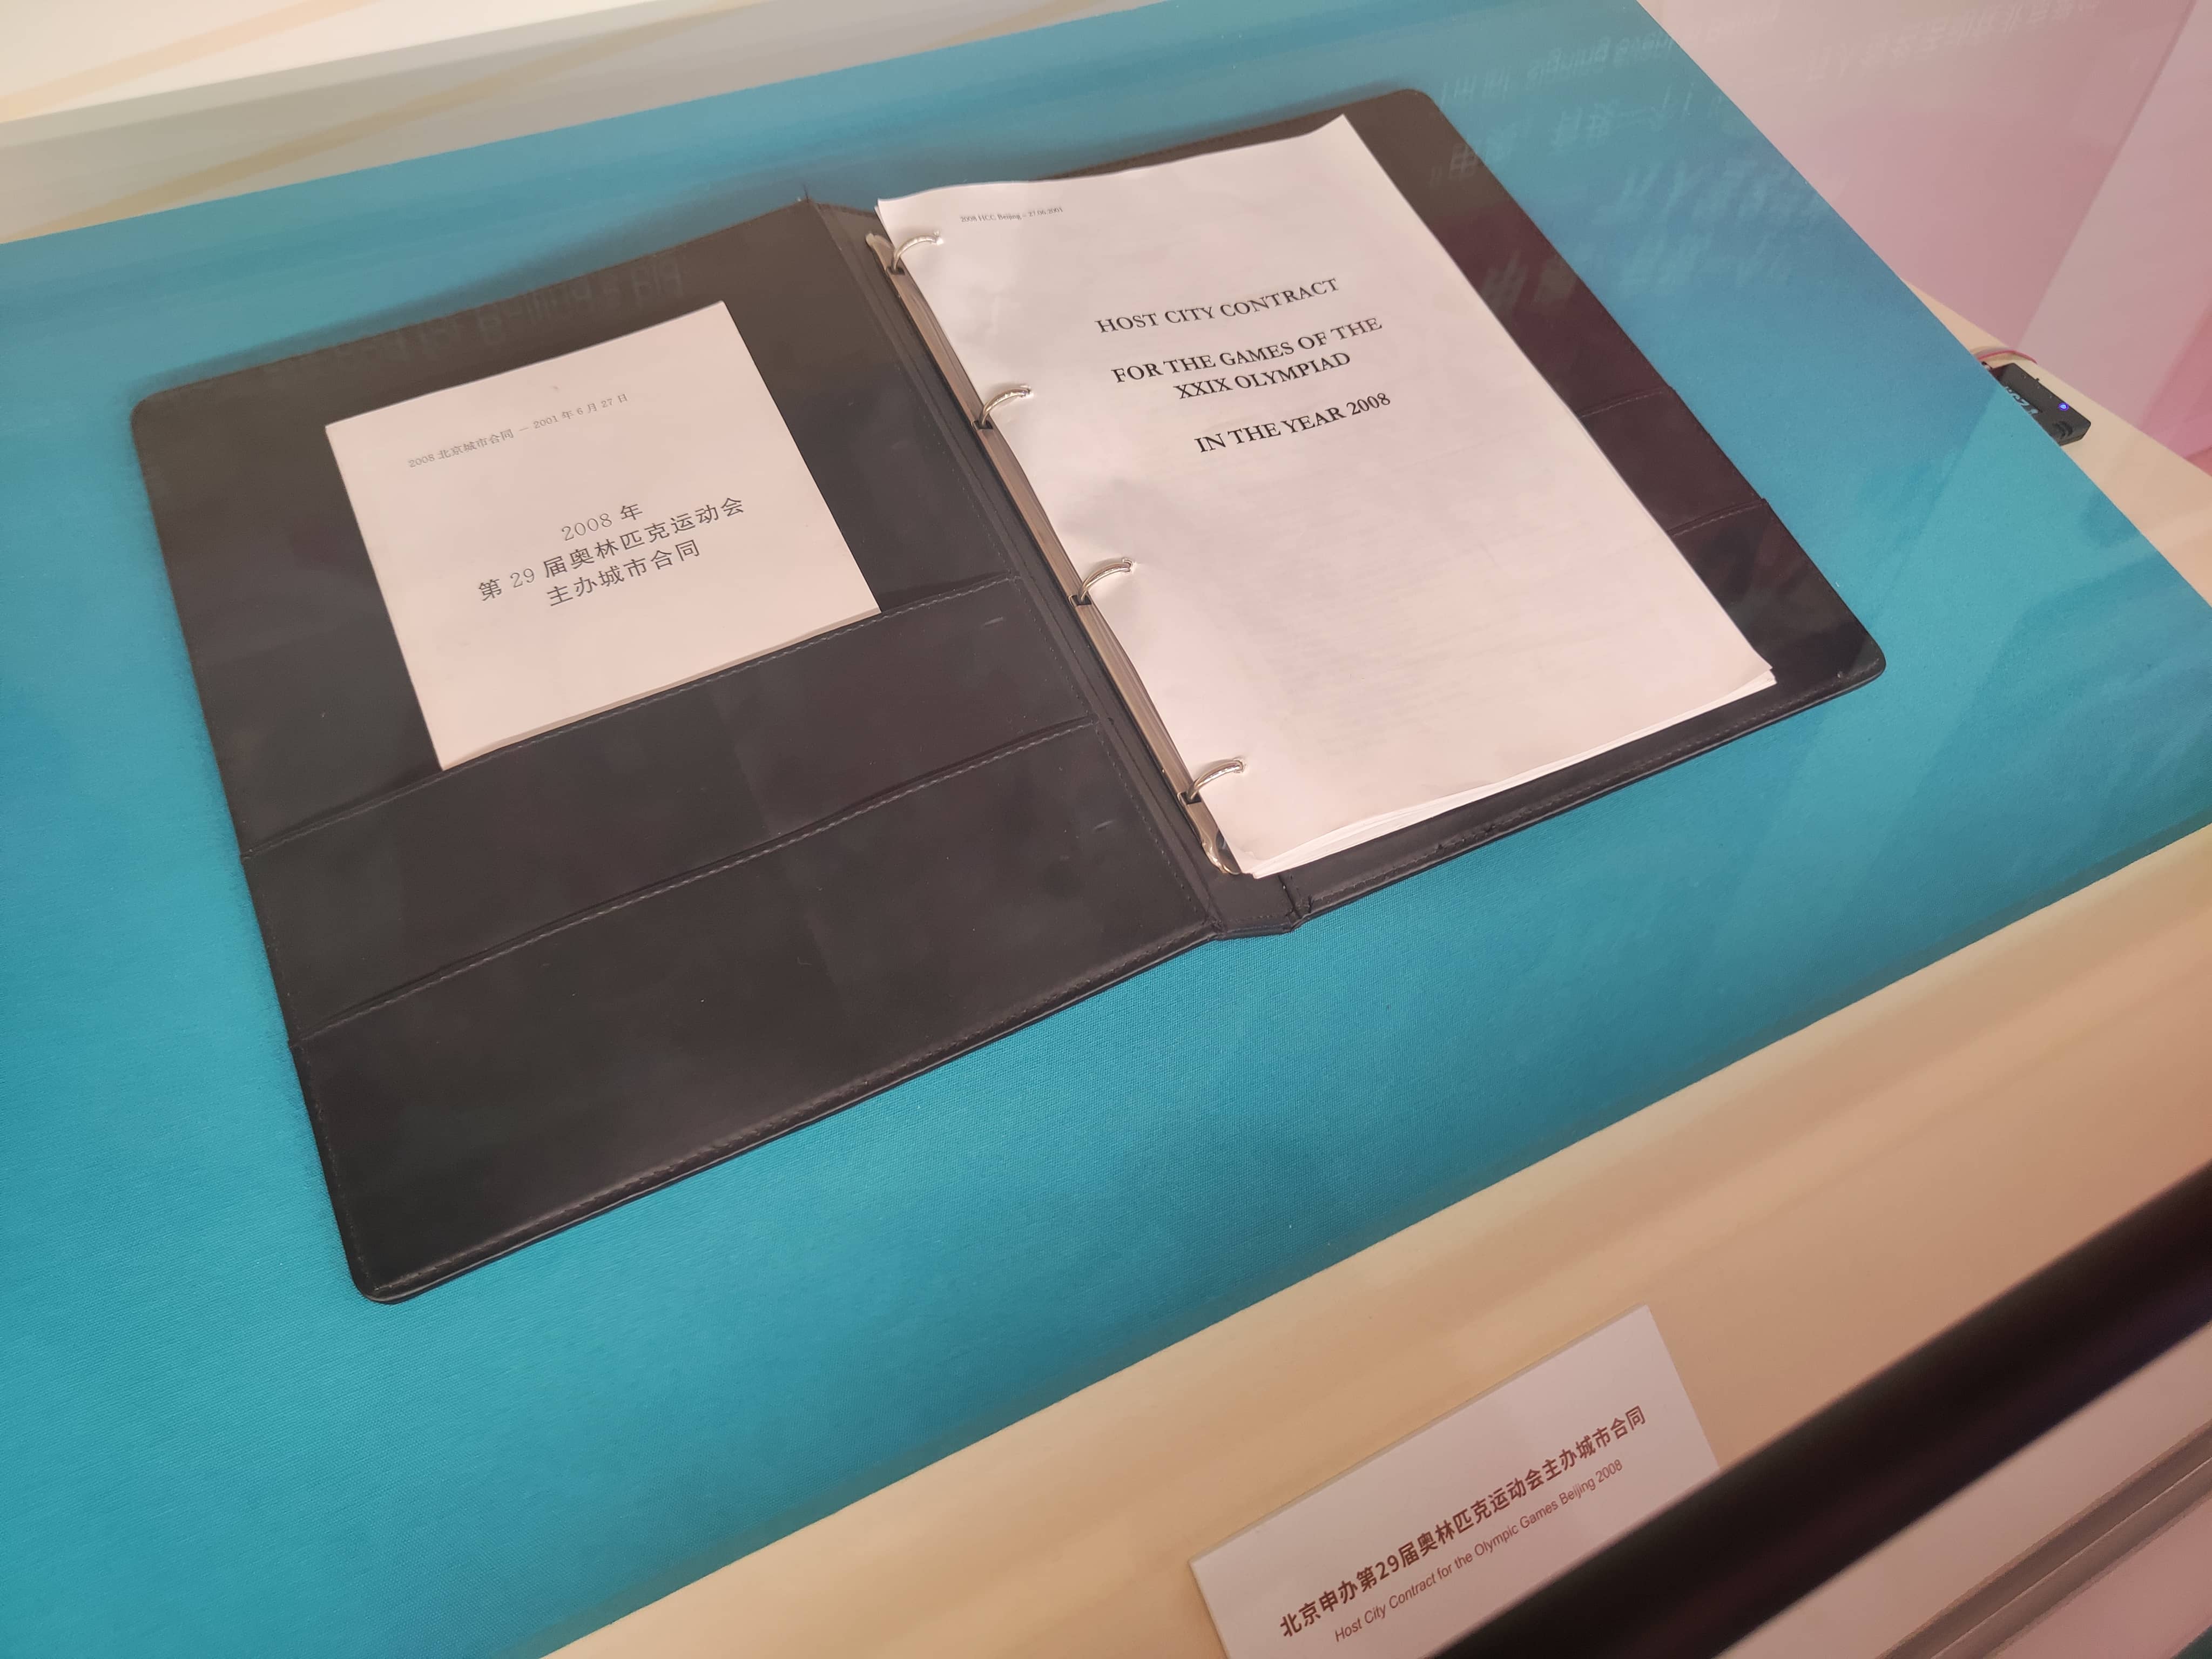 2008 北京城市合同 — 2001 年 6 月 27 日
2008 年
第 29 届奥林匹克运动会
主办城市合同
2008 HCC Beijing – 27.06.2001
HOST CITY CONTRACT
FOR THE GAMES OF THE
XXIX OLYMPIAD
IN THE YEAR 2008
北京申办第29届奥林匹克运动会主办城市合同
Host City Contract for the Olympic Games Beijing 2008